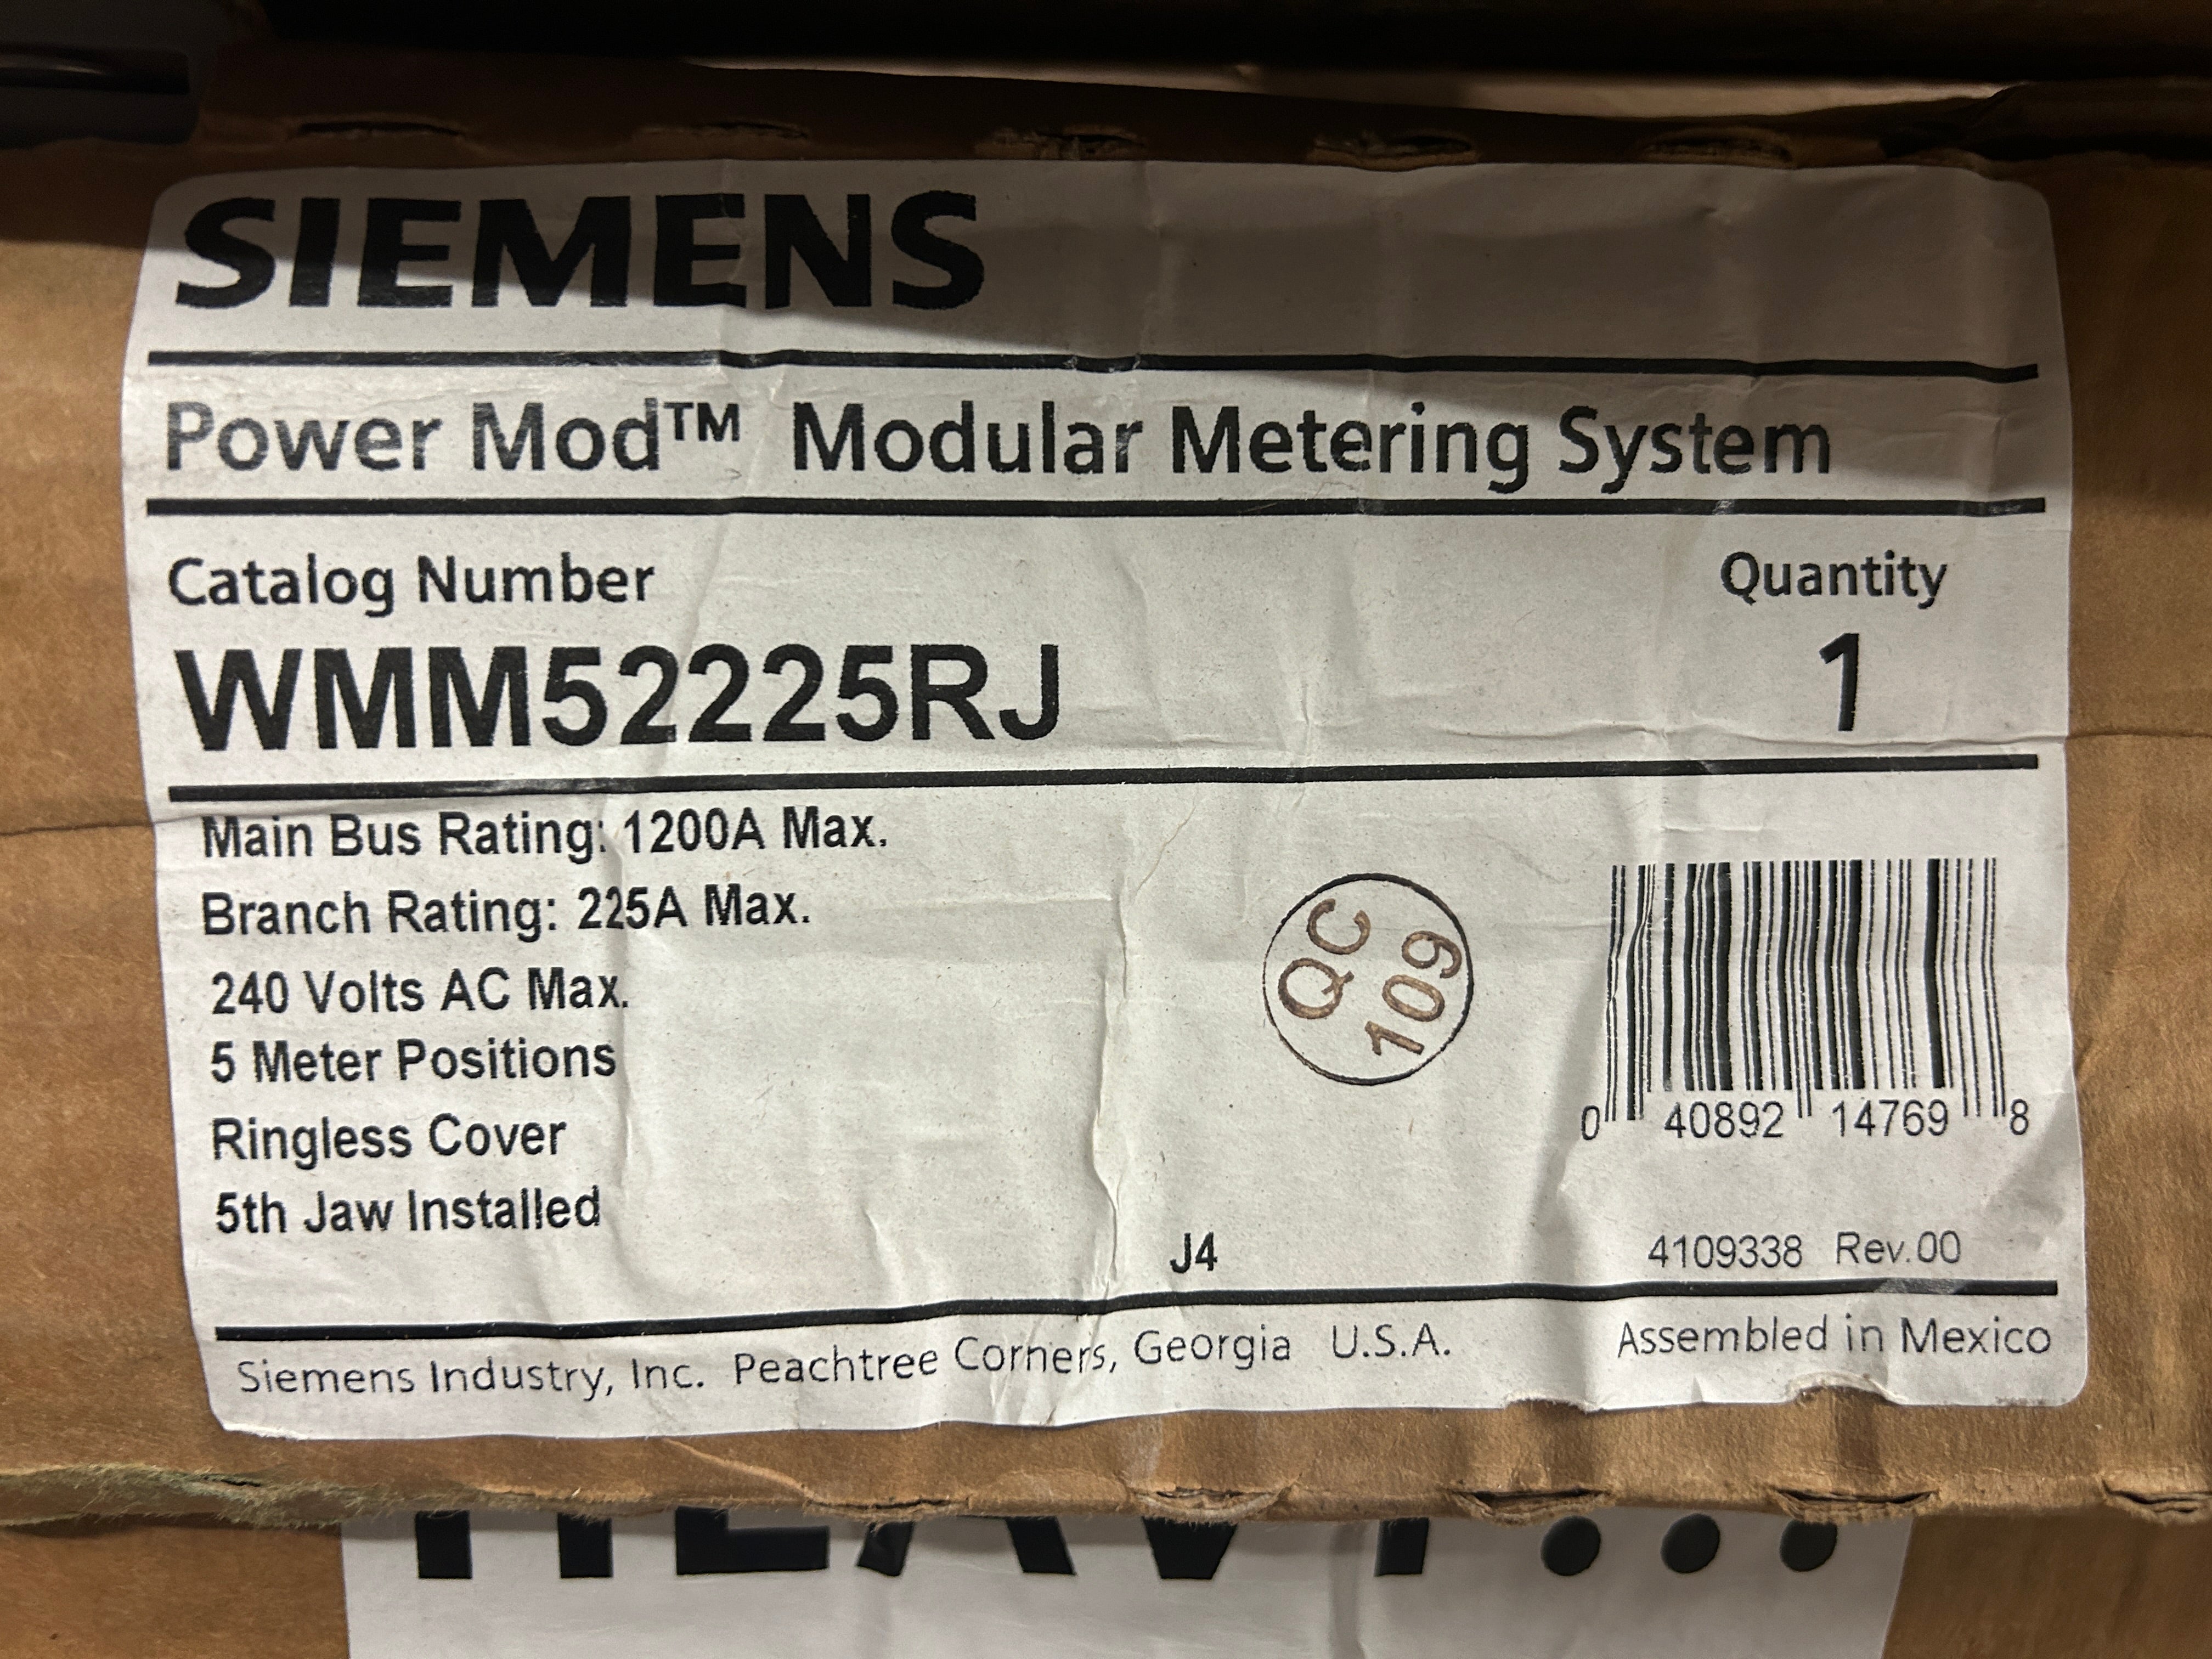 SIEMENS
Power Mod™ Modular Metering System
Catalog Number
Quantity
WMM52225RJ
1
Main Bus Rating: 1200A Max.
Branch Rating: 225A Max.
240 Volts AC Max.
5 Meter Positions
Ringless Cover
5th Jaw Installed
QC
109
0 40892 14769 8
J4
4109338 Rev.00
Siemens Industry, Inc. Peachtree Corners, Georgia U.S.A.
Assembled in Mexico
HEAVY...